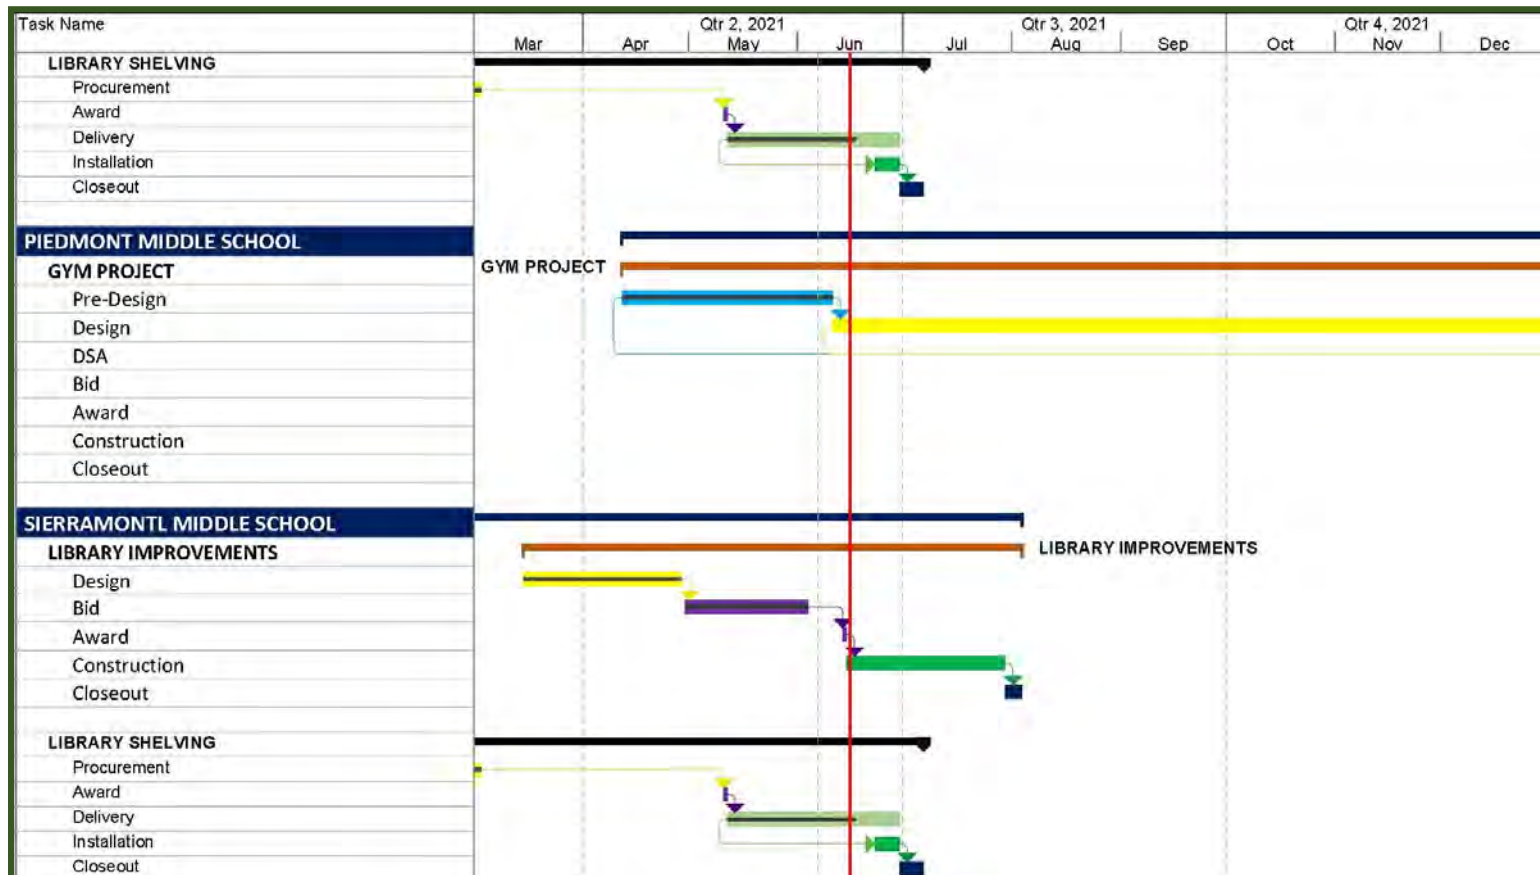 Task Name
Qtr 2, 2021 Qtr 3, 2021 Qtr 4, 2021
Mar Apr May Jun Jul Aug Sep Oct Nov Dec
LIBRARY SHELVING
Procurement
Award
Delivery
Installation
Closeout
PIEDMONT MIDDLE SCHOOL
GYM PROJECT GYM PROJECT
Pre-Design
Design
DSA
Bid
Award
Construction
Closeout
SIERRAMONTL MIDDLE SCHOOL
LIBRARY IMPROVEMENTS LIBRARY IMPROVEMENTS
Design
Bid
Award
Construction
Closeout
LIBRARY SHELVING
Procurement
Award
Delivery
Installation
Closeout